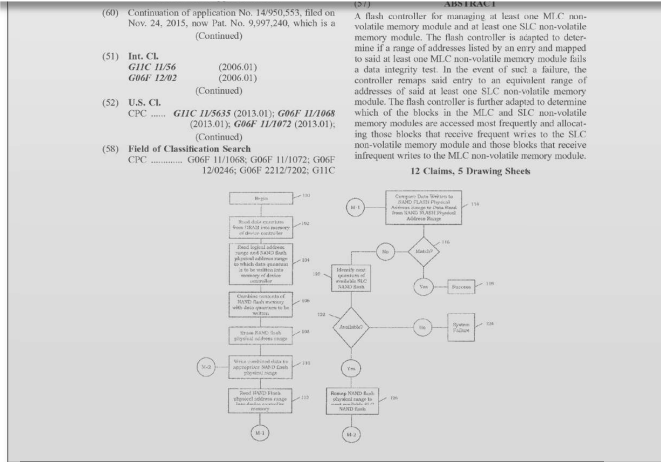 (60) Continuation of application No. 14/950,553, filed on
Nov. 24, 2015, now Pat. No. 9,997,240, which is a
(Continued)
(51) Int. Cl.
G11C 11/56 (2006.01)
G06F 12/02 (2006.01)
(Continued)
(52) U.S. Cl.
CPC ...... G11C 11/5635 (2013.01); G06F 11/1068
(2013.01); G06F 11/1072 (2013.01);
(Continued)
(58) Field of Classification Search
CPC ............. G06F 11/1068; G06F 11/1072; G06F
12/0246; G06F 2212/7202; G11C
(57) ABSTRACT
A flash controller for managing at least one MLC non-
volatile memory module and at least one SLC non-volatile
memory module. The flash controller is adapted to deter-
mine if a range of addresses listed by an entry and mapped
to said at least one MLC non-volatile memory module fails
a data integrity test. In the event of such a failure, the
controller remaps said entry to an equivalent range of
addresses of said at least one SLC non-volatile memory
module. The flash controller is further adapted to determine
which of the blocks in the MLC and SLC non-volatile
memory modules are accessed most frequently and allocat-
ing those blocks that receive frequent writes to the SLC
non-volatile memory module and those blocks that receive
infrequent writes to the MLC non-volatile memory module.
12 Claims, 5 Drawing Sheets
Begin
Read data quantum
from DRAM into memory
of device controller
102
Read logical address
range and NAND flash
physical address range
to which data quantum
is to be written into
memory of device
controller
104
Combine contents of
NAND flash memory
with data quantum to be
written
106
Erase NAND flash
physical address range
108
M-2
Write combined data to
appropriate NAND flash
physical range
110
Read NAND flash
physical address range
into device controller
memory
112
M-1
M-1
Compare Data Written to
NAND FLASH Physical
Address Range to Data Read
from NAND FLASH Physical
Address Range
No
Match?
116
Yes
Success
Identify next
quantum of
available SLC
NAND flash
Available?
No
System
Failure
Yes
Remap NAND flash
physical range to
NAND flash
M-2